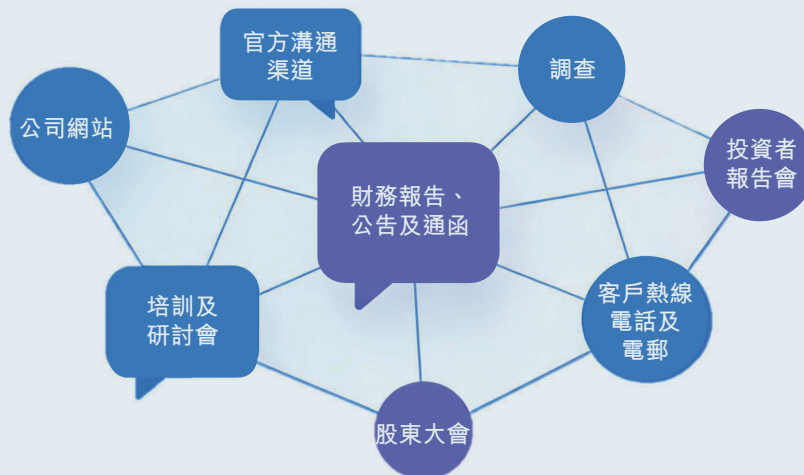 官方溝通
渠道
調查
公司網站
投資者
報告會
財務報告、
公告及通函
培訓及
研討會
客戶熱線
電話及
電郵
股東大會